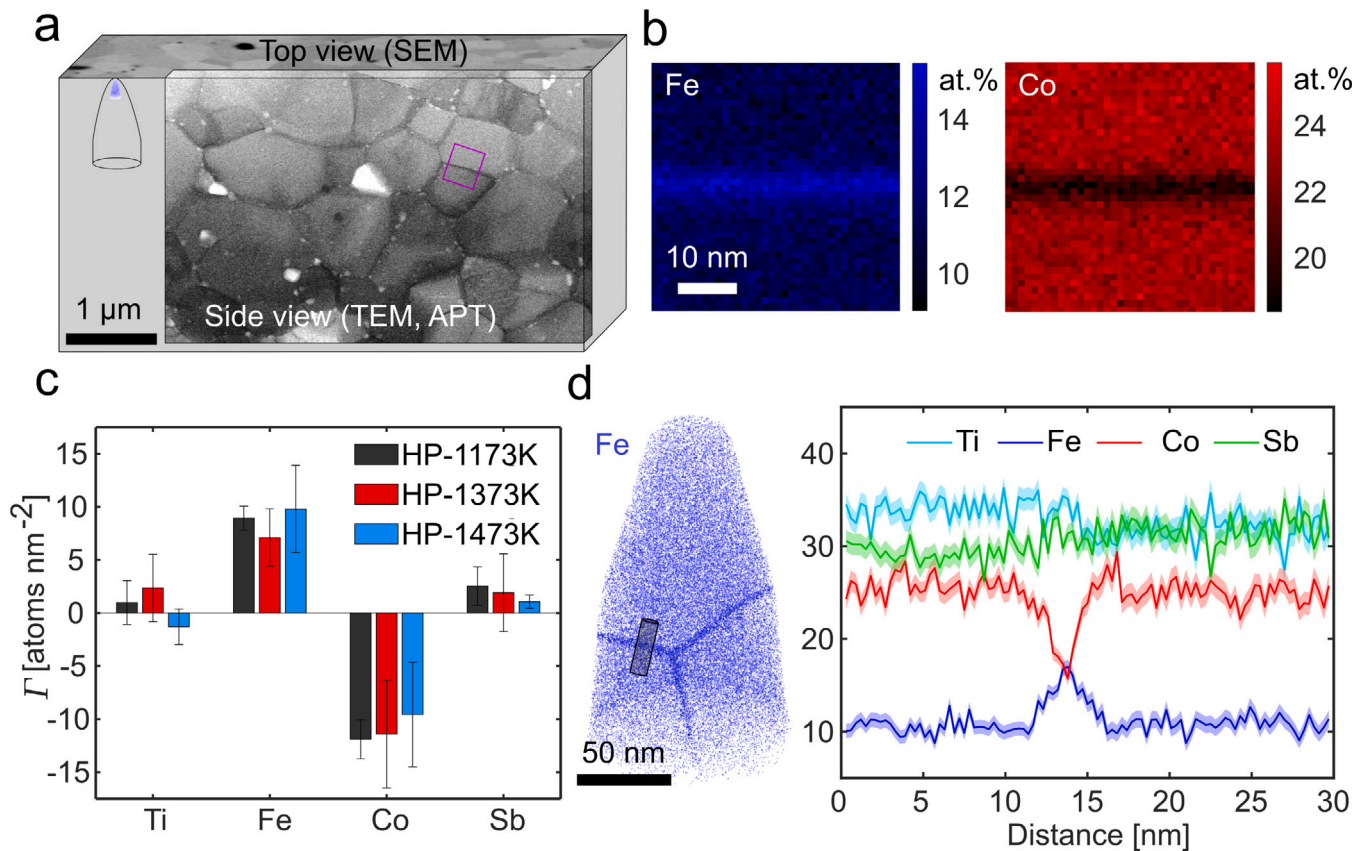 a
Top view (SEM)
1 μm
Side view (TEM, APT)
b
Fe
10 nm
at.%
14
12
10
Co
at.%
24
22
20
c
Γ [atoms nm⁻²]
15
10
5
0
-5
-10
-15
HP-1173K
HP-1373K
HP-1473K
Ti
Fe
Co
Sb
d
Fe
50 nm
Ti
Fe
Co
Sb
40
30
20
10
0
5
10
15
20
25
30
Distance [nm]